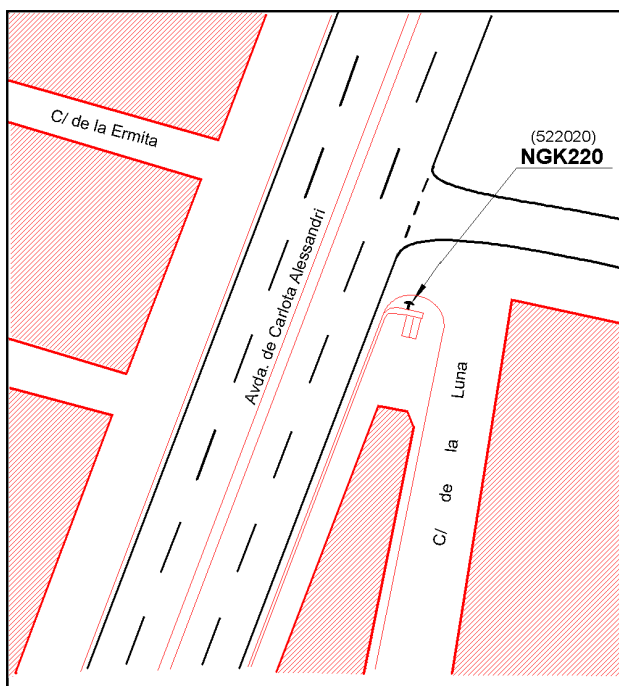 C/ de la Ermita
(522020)
NGK220
Avda. de Carlota Alessandri
C/ de la Luna